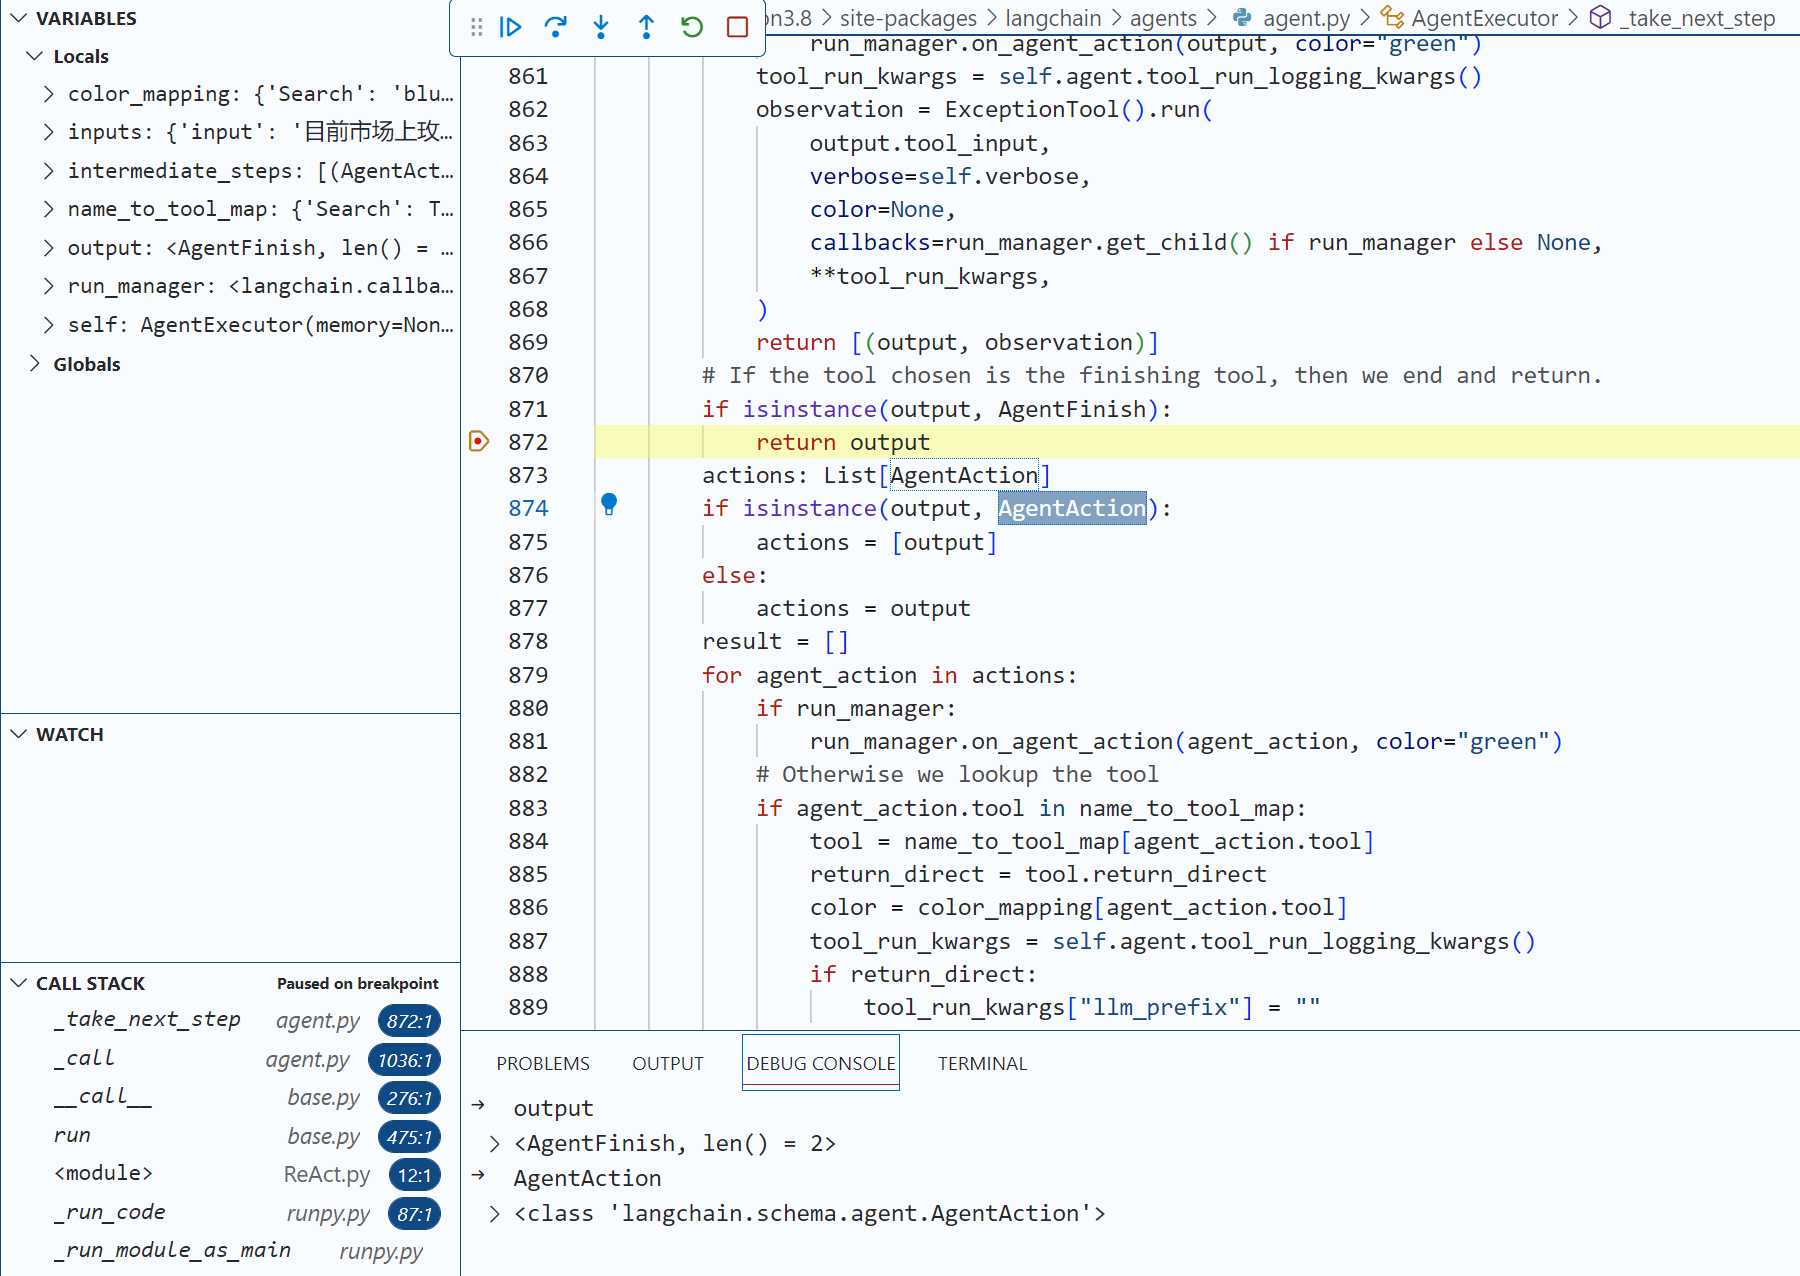 VARIABLES
Locals
color_mapping: {'Search': 'blu…
inputs: {'input': '目前市场上玫…
intermediate_steps: [(AgentAct…
name_to_tool_map: {'Search': T…
output: <AgentFinish, len() = …
run_manager: <langchain.callba…
self: AgentExecutor(memory=Non…
Globals
WATCH
CALL STACK
Paused on breakpoint
_take_next_step agent.py 872:1
_call agent.py 1036:1
__call__ base.py 276:1
run base.py 475:1
<module> ReAct.py 12:1
_run_code runpy.py 87:1
_run_module_as_main runpy.py
on3.8 > site-packages > langchain > agents > agent.py > AgentExecutor > _take_next_step
run_manager.on_agent_action(output, color="green")
861 tool_run_kwargs = self.agent.tool_run_logging_kwargs()
862 observation = ExceptionTool().run(
863 output.tool_input,
864 verbose=self.verbose,
865 color=None,
866 callbacks=run_manager.get_child() if run_manager else None,
867 **tool_run_kwargs,
868 )
869 return [(output, observation)]
870 # If the tool chosen is the finishing tool, then we end and return.
871 if isinstance(output, AgentFinish):
872 return output
873 actions: List[AgentAction]
874 if isinstance(output, AgentAction):
875 actions = [output]
876 else:
877 actions = output
878 result = []
879 for agent_action in actions:
880 if run_manager:
881 run_manager.on_agent_action(agent_action, color="green")
882 # Otherwise we lookup the tool
883 if agent_action.tool in name_to_tool_map:
884 tool = name_to_tool_map[agent_action.tool]
885 return_direct = tool.return_direct
886 color = color_mapping[agent_action.tool]
887 tool_run_kwargs = self.agent.tool_run_logging_kwargs()
888 if return_direct:
889 tool_run_kwargs["llm_prefix"] = ""
PROBLEMS OUTPUT DEBUG CONSOLE TERMINAL
→ output
> <AgentFinish, len() = 2>
→ AgentAction
> <class 'langchain.schema.agent.AgentAction'>